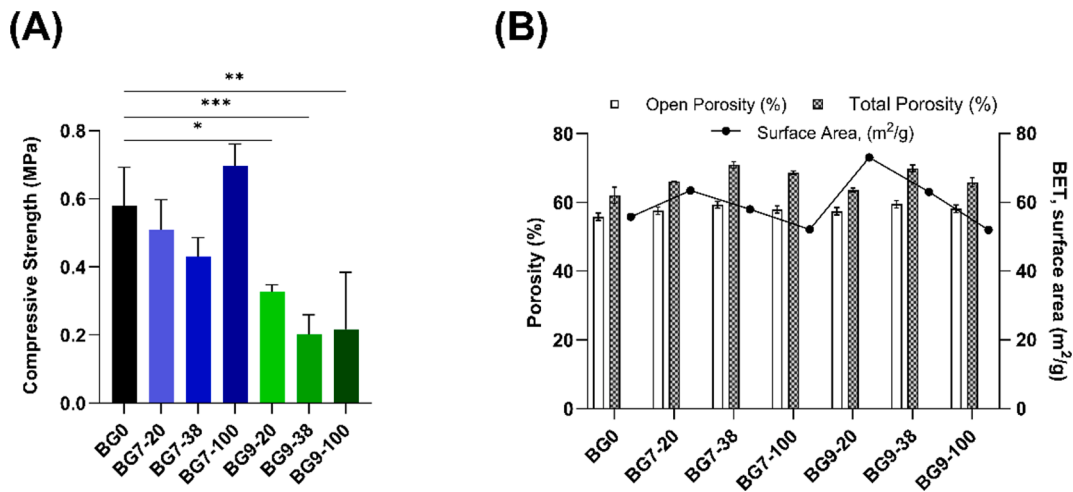 (A)
**
***
*
Compressive Strength (MPa)
0.8
0.6
0.4
0.2
0.0
BG0
BG7-20
BG7-38
BG7-100
BG9-20
BG9-38
BG9-100
(B)
Open Porosity (%)
Total Porosity (%)
Surface Area, (m²/g)
Porosity (%)
80
60
40
20
0
80
60
40
20
0
BET, surface
area (m²/g)
BG0
BG7-20
BG7-38
BG7-100
BG9-20
BG9-38
BG9-100